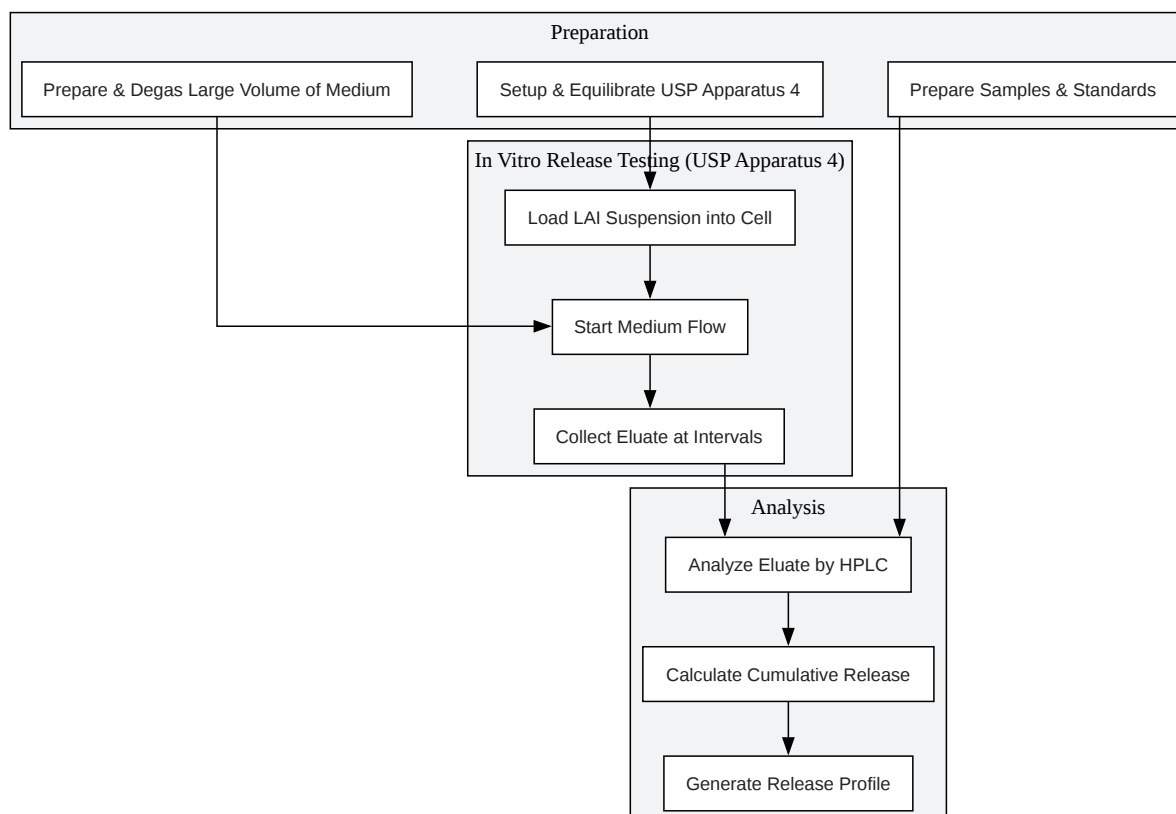 Preparation
Prepare & Degas Large Volume of Medium
Setup & Equilibrate USP Apparatus 4
Prepare Samples & Standards
In Vitro Release Testing (USP Apparatus 4)
Load LAI Suspension into Cell
Start Medium Flow
Collect Eluate at Intervals
Analysis
Analyze Eluate by HPLC
Calculate Cumulative Release
Generate Release Profile